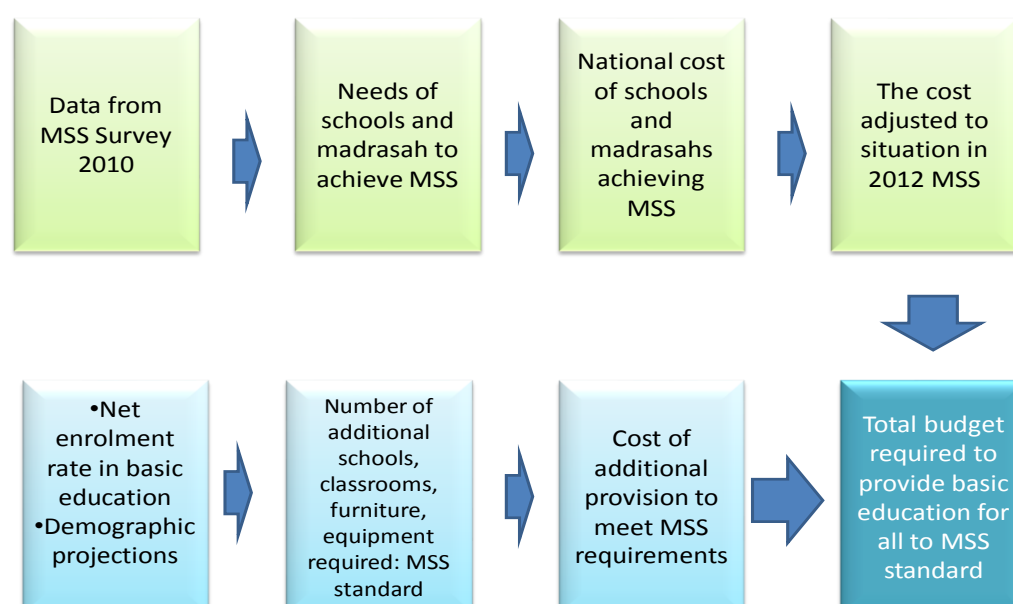 Data from
MSS Survey
2010
Needs of
schools and
madrasah to
achieve MSS
National cost
of schools
and
madrasahs
achieving
MSS
The cost
adjusted to
situation in
2012 MSS
•Net
enrolment
rate in basic
education
•Demographic
projections
Number of
additional
schools,
classrooms,
furniture,
equipment
required: MSS
standard
Cost of
additional
provision to
meet MSS
requirements
Total budget
required to
provide basic
education for
all to MSS
standard